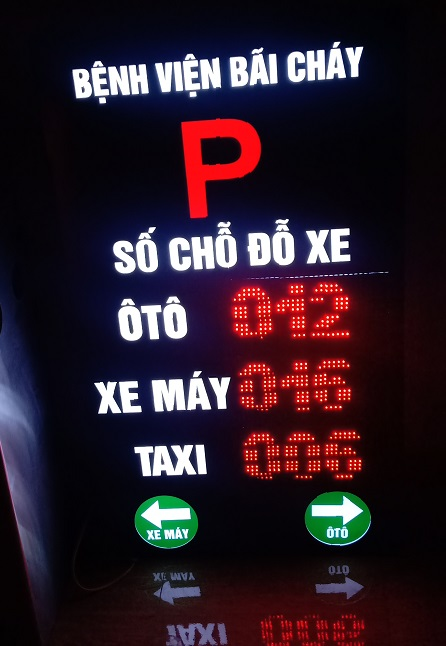 BỆNH VIỆN BÃI CHÁY
P
SỐ CHỖ ĐỖ XE
ÔTÔ 012
XE MÁY 016
TAXI 006
XE MÁY
ÔTÔ